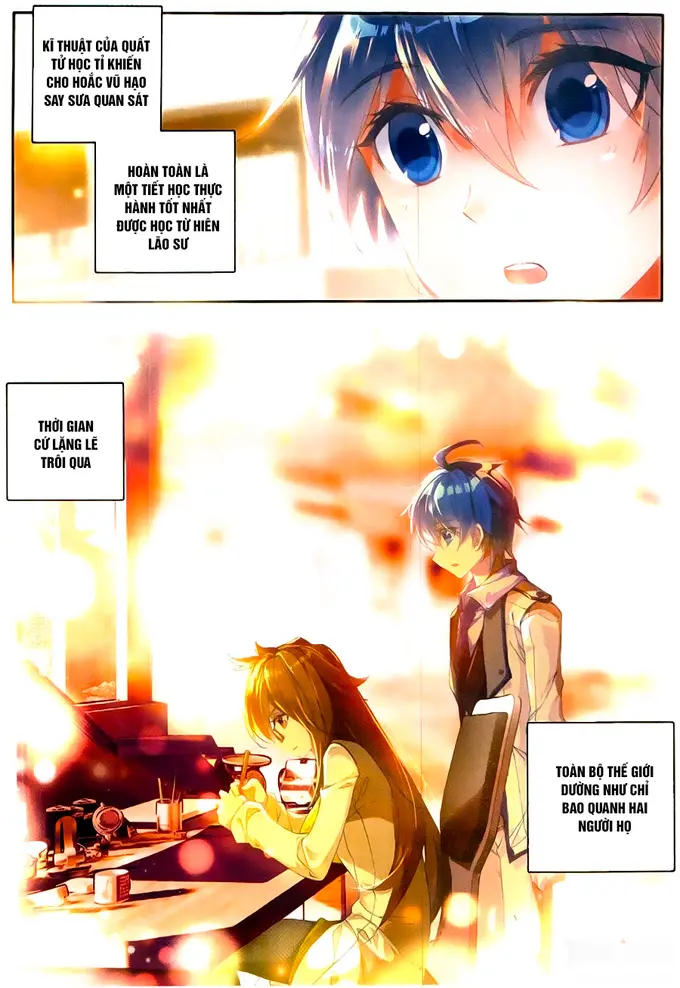 KĨ THUẬT CỦA QUẤT
TỬ HỌC TỈ KHIẾN
CHO HOẮC VŨ HẠO
SAY SƯA QUAN SÁT
HOÀN TOÀN LÀ
MỘT TIẾT HỌC THỰC
HÀNH TỐT NHẤT
ĐƯỢC HỌC TỪ HIÊN
LÃO SƯ
THỜI GIAN
CỨ LẶNG LẼ
TRÔI QUA
TOÀN BỘ THẾ GIỚI
DƯỜNG NHƯ CHỈ
BAO QUANH HAI
NGƯỜI HỌ